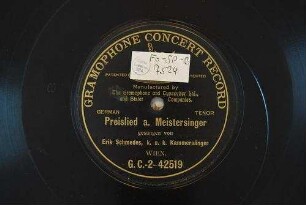 GRAMOPHONE CONCERT RECORD
Manufactured by
The Gramophone and Typewriter Ltd.
and Sister Companies.
GERMAN TENOR
Preislied a. Meistersinger
gesungen von
Erik Schmedes, k. u. k. Kammersänger
WIEN.
G.C.-2-42519